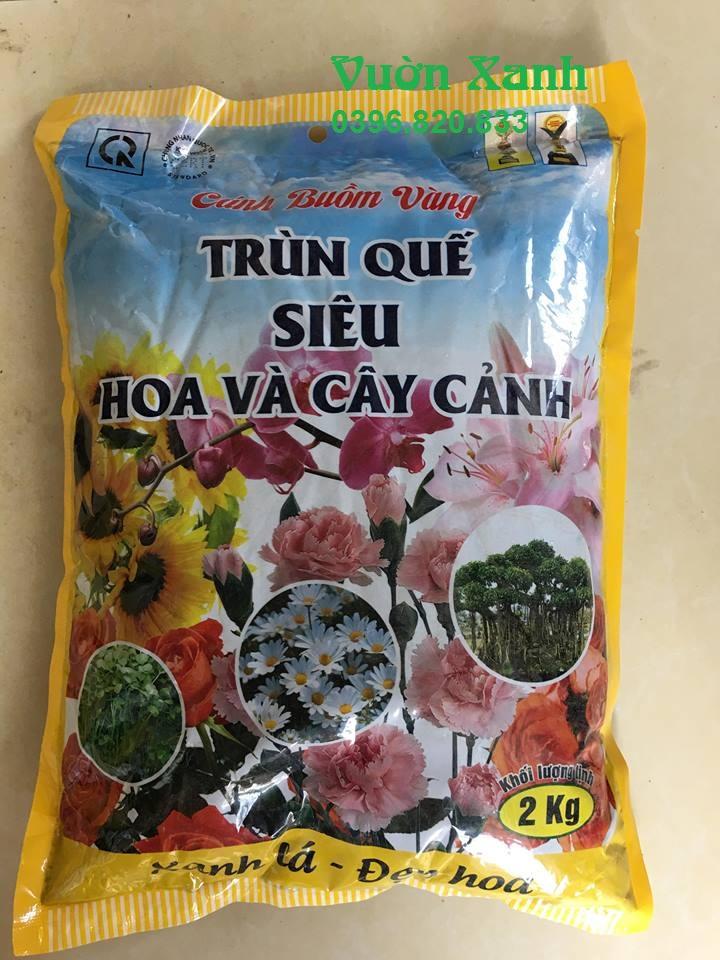 Vườn Xanh
0396.820.833
Cánh Buồm Vàng
TRÙN QUẾ
SIÊU
HOA VÀ CÂY CẢNH
Khối lượng tịnh
2 Kg
Xanh lá - Đẹp hoa